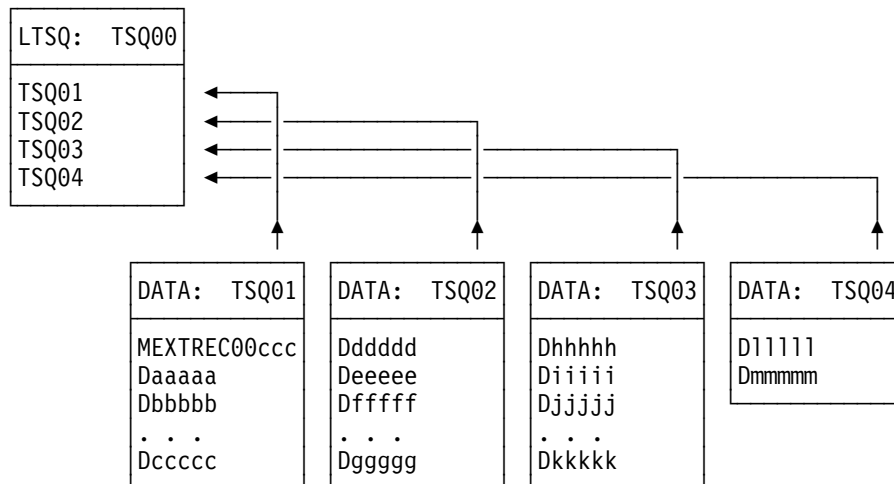 LTSQ: TSQ00
TSQ01
TSQ02
TSQ03
TSQ04
DATA: TSQ01
MEXTREC00ccc
Daaaaa
Dbbbbb
. . .
Dccccc
DATA: TSQ02
Dddddd
Deeeee
Dfffff
. . .
Dggggg
DATA: TSQ03
Dhhhhh
Diiiii
Djjjjj
. . .
Dkkkkk
DATA: TSQ04
Dlllll
Dmmmmm